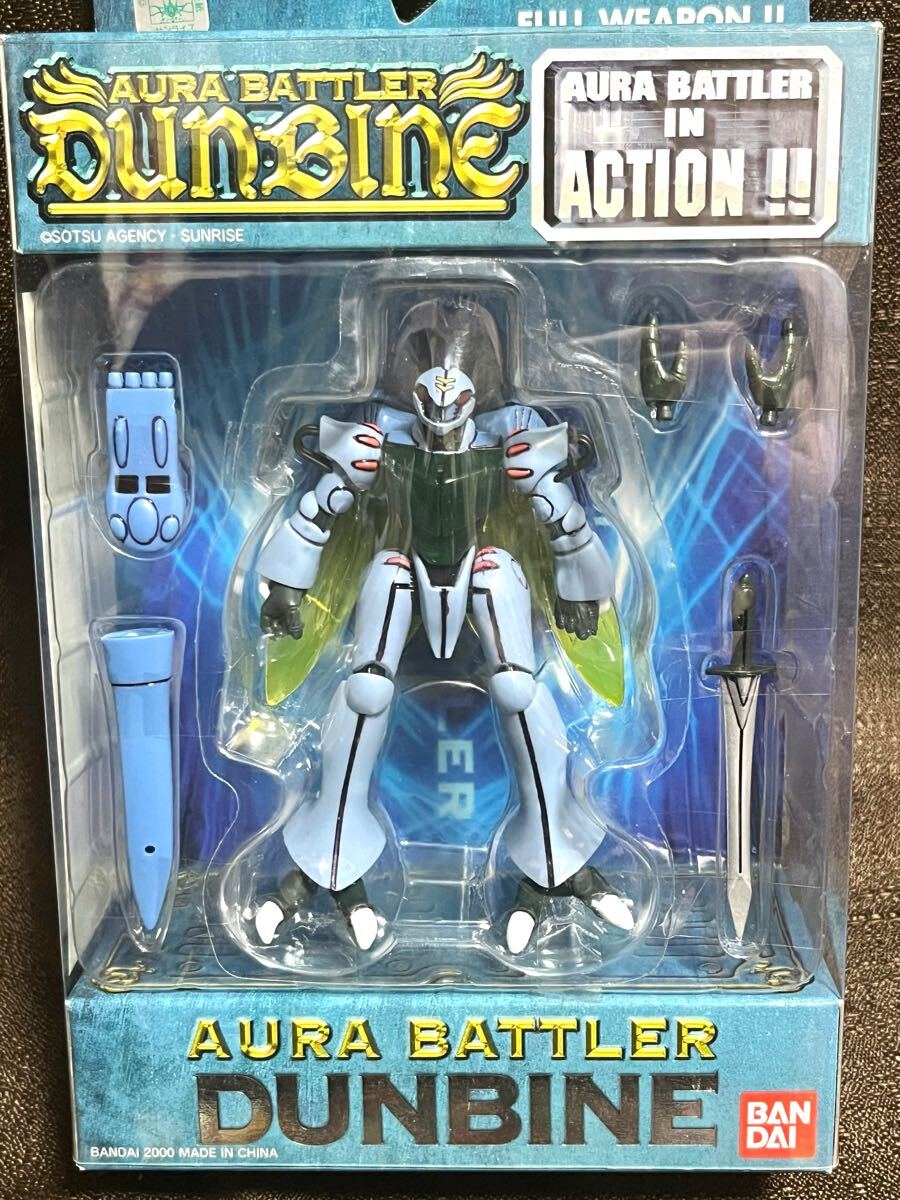 FULL WEAPON !!
AURA BATTLER
DUNBINE
©SOTSU AGENCY · SUNRISE
AURA BATTLER
IN
ACTION !!
LER
AURA BATTLER
DUNBINE
BANDAI 2000 MADE IN CHINA
BAN
DAI